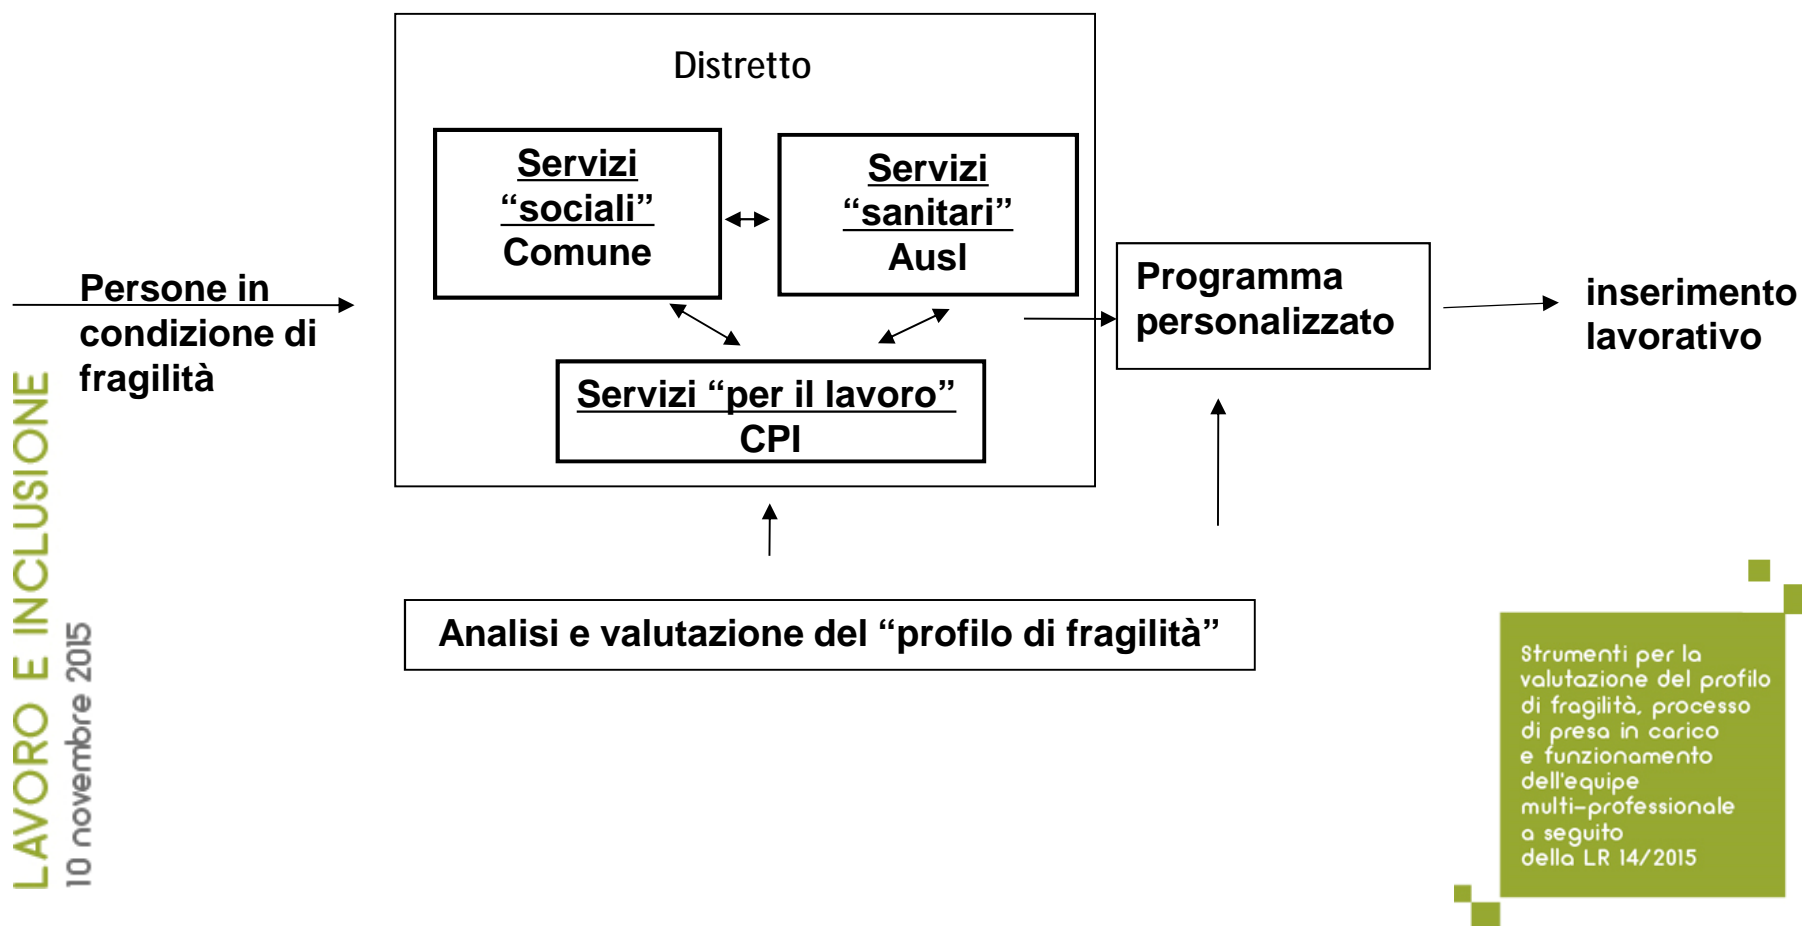 Distretto
Servizi
“sociali”
Comune
Servizi
“sanitari”
Ausl
Servizi “per il lavoro”
CPI
Persone in
condizione di
fragilità
Programma
personalizzato
inserimento
lavorativo
Analisi e valutazione del “profilo di fragilità”
LAVORO E INCLUSIONE
10 novembre 2015
Strumenti per la
valutazione del profilo
di fragilità, processo
di presa in carico
e funzionamento
dell'equipe
multi-professionale
a seguito
della LR 14/2015